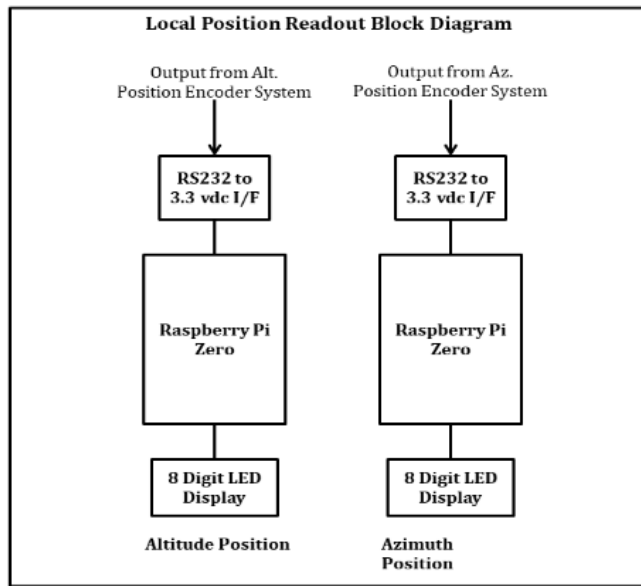 Local Position Readout Block Diagram
Output from Alt.
Position Encoder System
Output from Az.
Position Encoder System
RS232 to
3.3 vdc I/F
RS232 to
3.3 vdc I/F
Raspberry Pi
Zero
Raspberry Pi
Zero
8 Digit LED
Display
8 Digit LED
Display
Altitude Position
Azimuth
Position